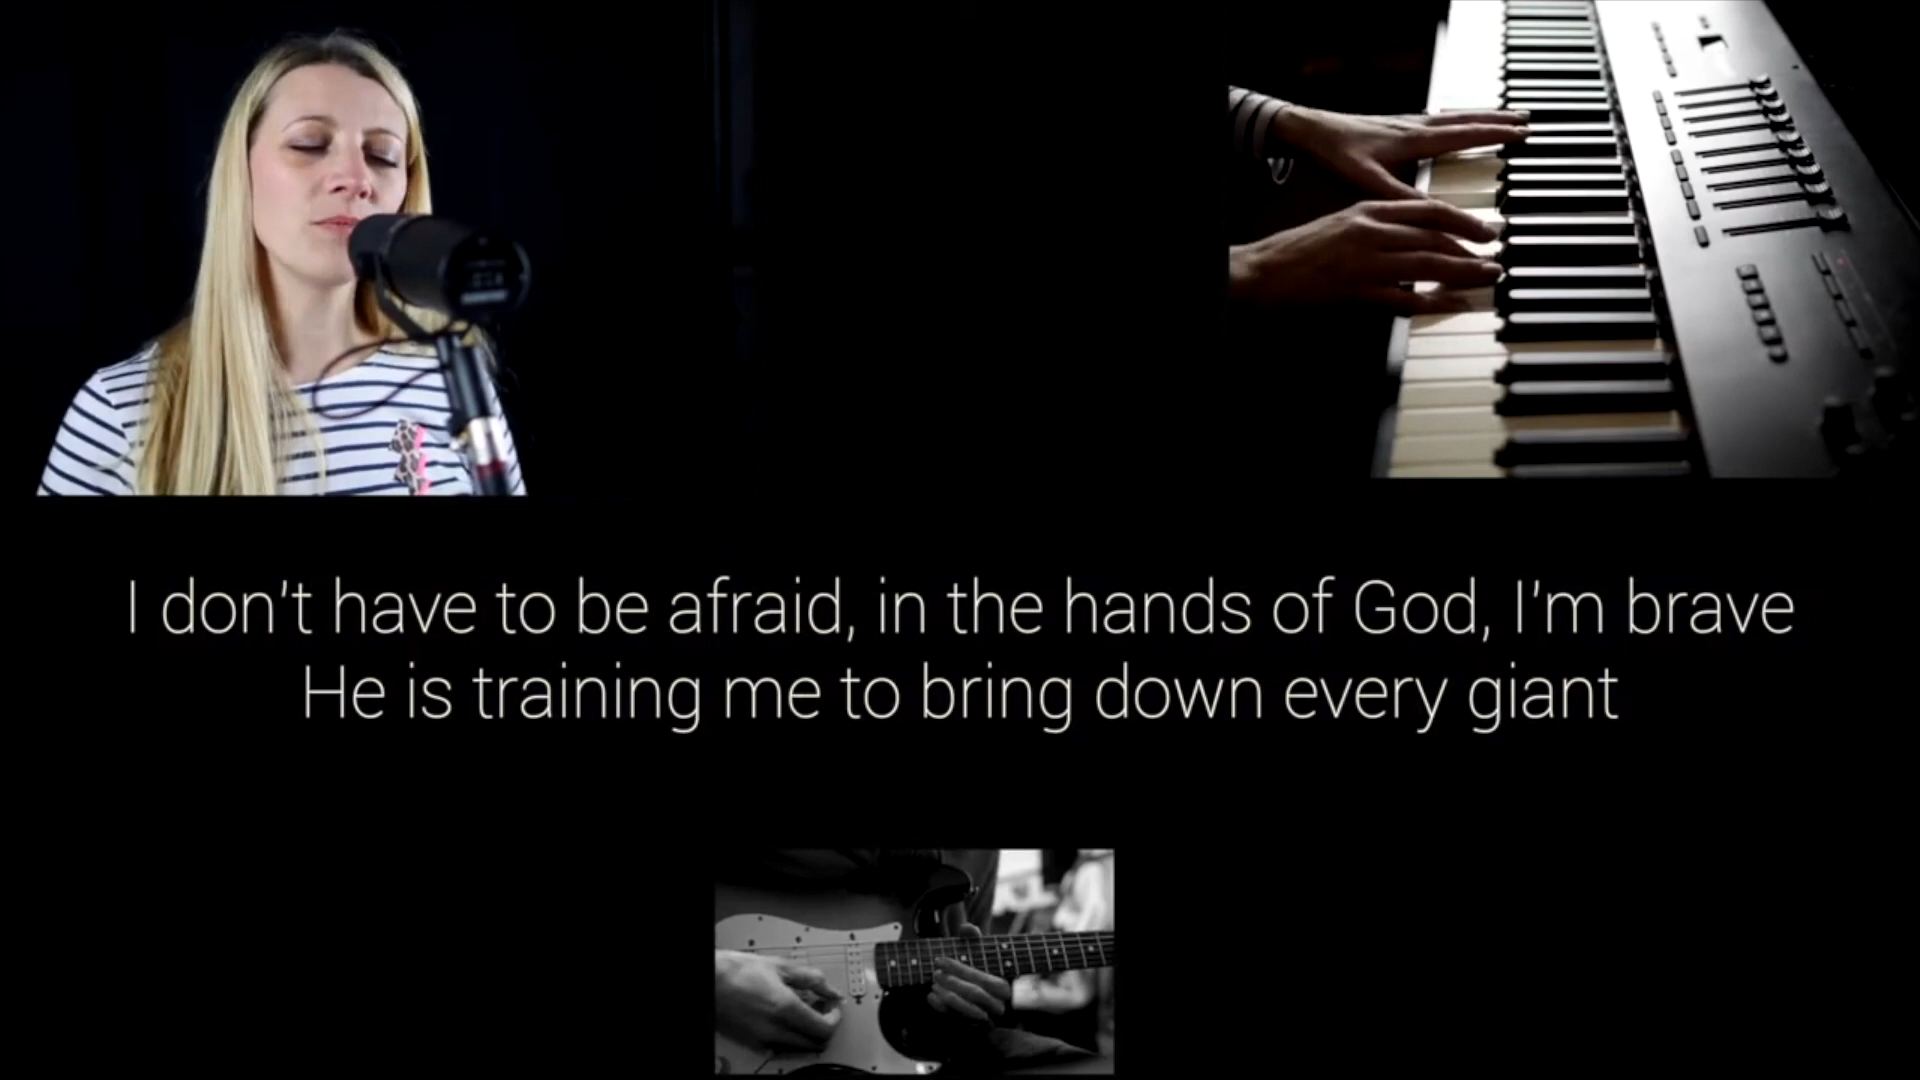 I don't have to be afraid, in the hands of God, I'm brave
He is training me to bring down every giant